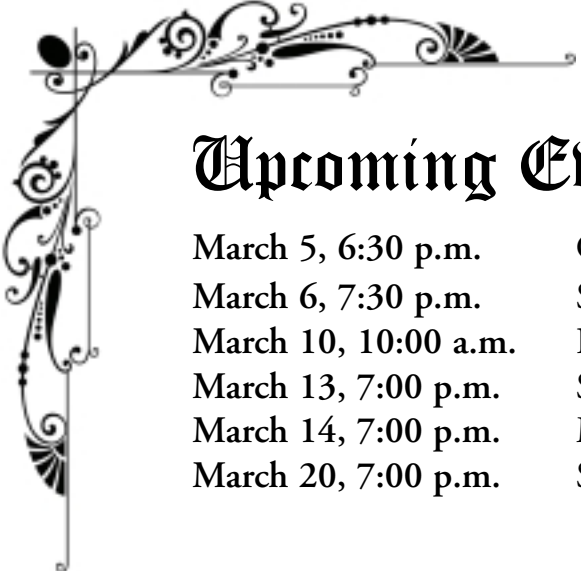 Upcoming
March 5, 6:30 p.m.
March 6, 7:30 p.m.
March 10, 10:00 a.m.
March 13, 7:00 p.m.
March 14, 7:00 p.m.
March 20, 7:00 p.m.